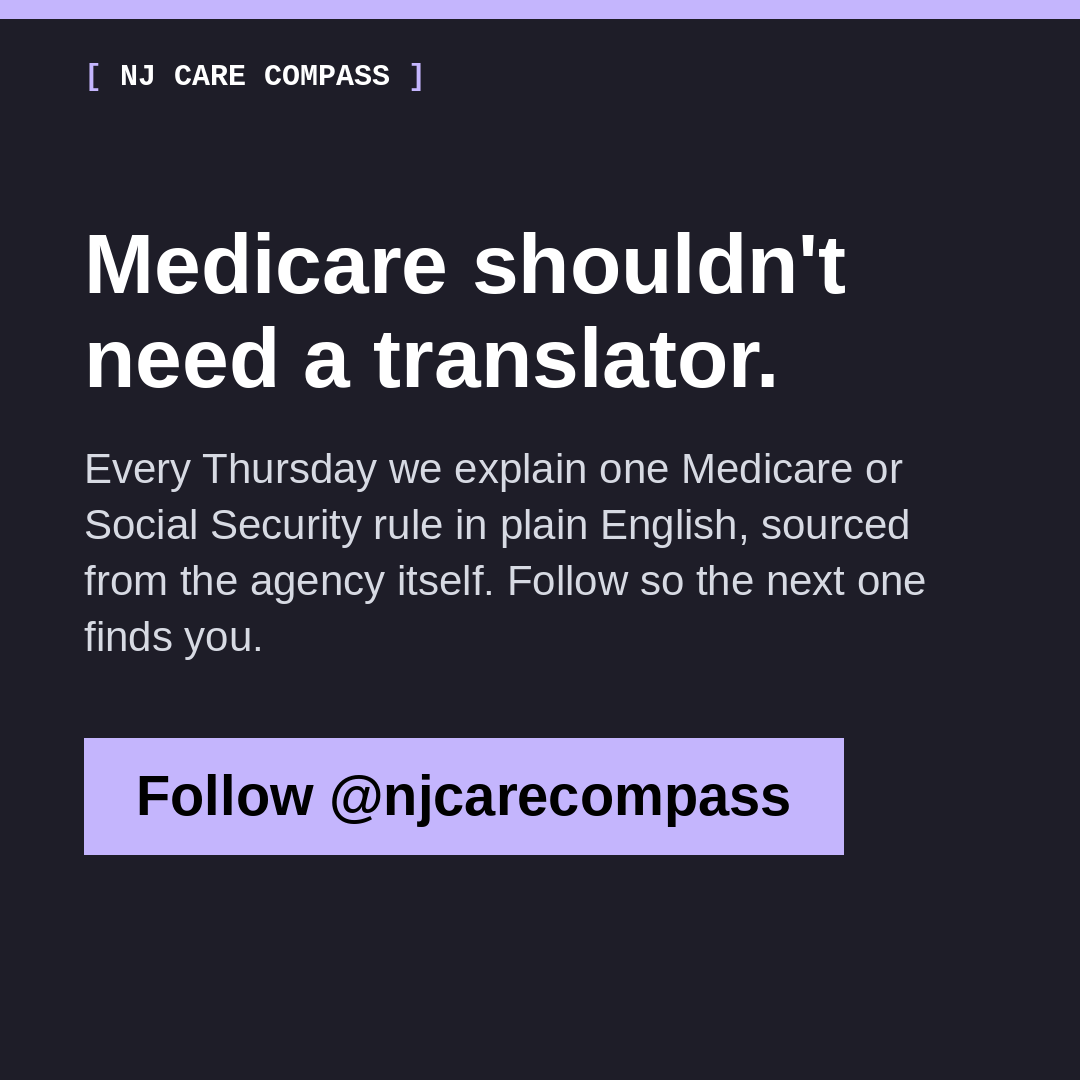 [ NJ CARE COMPASS ]
Medicare shouldn't
need a translator.
Every Thursday we explain one Medicare or
Social Security rule in plain English, sourced
from the agency itself. Follow so the next one
finds you.
Follow @njcarecompass